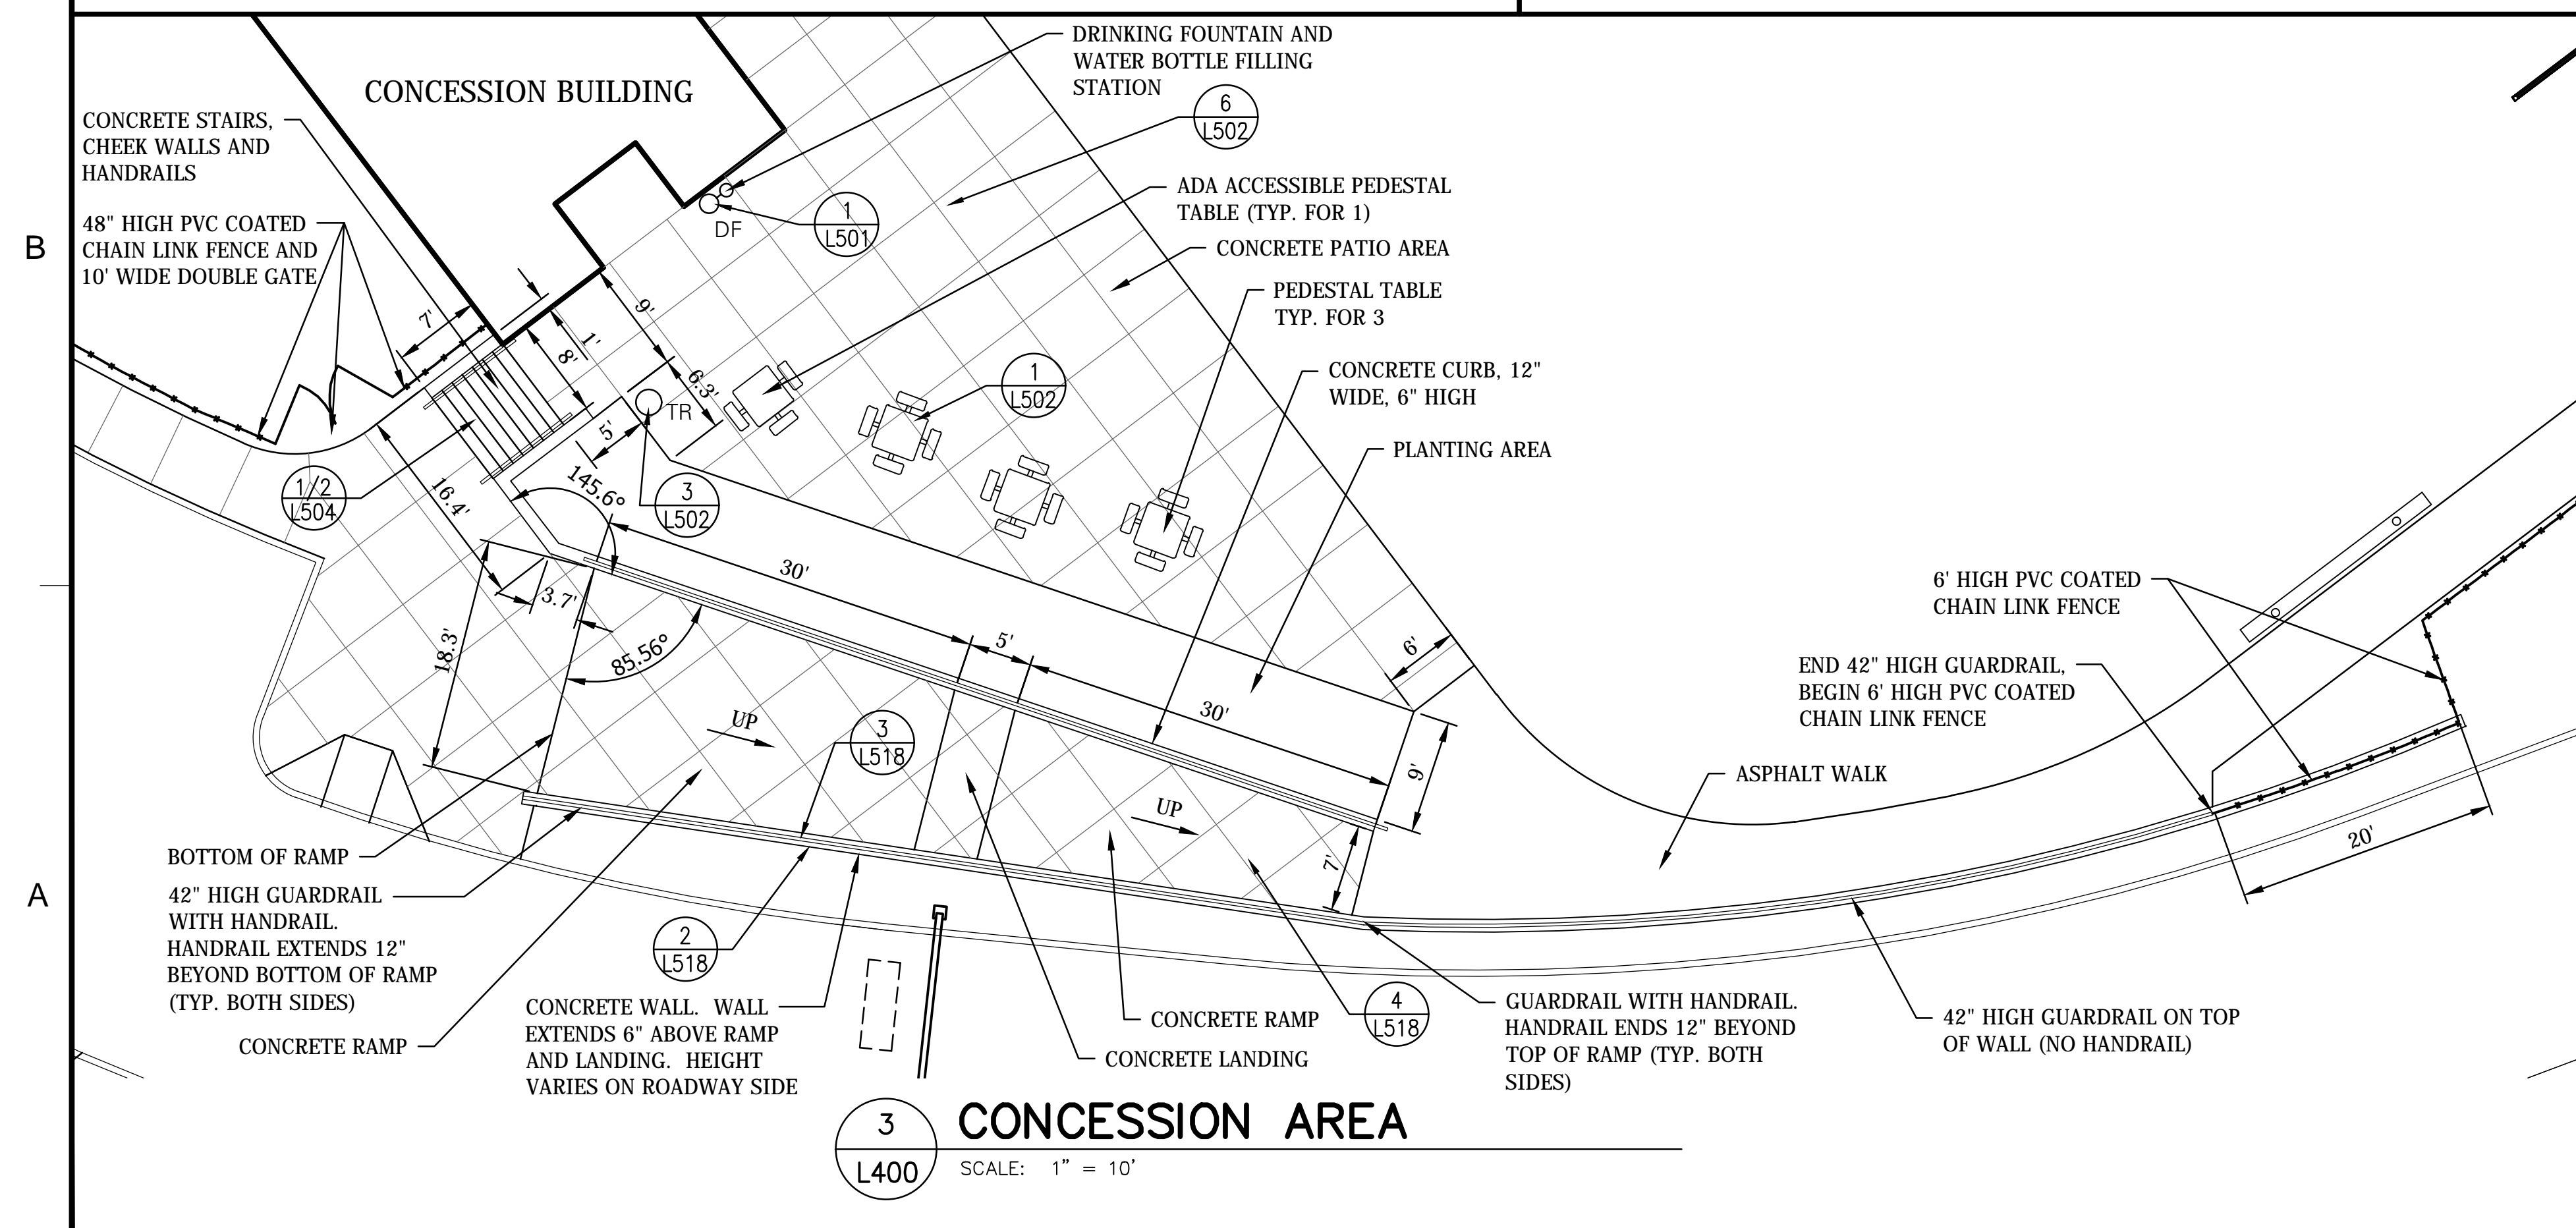 DRINKING FOUNTAIN AND
WATER BOTTLE FILLING
STATION
6
L502
CONCESSION BUILDING
CONCRETE STAIRS,
CHEEK WALLS AND
HANDRAILS
48" HIGH PVC COATED
CHAIN LINK FENCE AND
10' WIDE DOUBLE GATE
B
1
L501
DF
ADA ACCESSIBLE PEDESTAL
TABLE (TYP. FOR 1)
CONCRETE PATIO AREA
PEDESTAL TABLE
TYP. FOR 3
CONCRETE CURB, 12"
WIDE, 6" HIGH
PLANTING AREA
7'
9'
1'
8'
6.3'
TR
5'
1
L502
145.6°
3
L502
1/2
L504
16.4'
3.7'
18.3'
85.56°
30'
5'
30'
6'
9'
7'
UP
UP
3
L518
6' HIGH PVC COATED
CHAIN LINK FENCE
END 42" HIGH GUARDRAIL,
BEGIN 6' HIGH PVC COATED
CHAIN LINK FENCE
ASPHALT WALK
20'
A
BOTTOM OF RAMP
42" HIGH GUARDRAIL
WITH HANDRAIL.
HANDRAIL EXTENDS 12"
BEYOND BOTTOM OF RAMP
(TYP. BOTH SIDES)
CONCRETE RAMP
2
L518
CONCRETE WALL. WALL
EXTENDS 6" ABOVE RAMP
AND LANDING. HEIGHT
VARIES ON ROADWAY SIDE
CONCRETE RAMP
CONCRETE LANDING
4
L518
GUARDRAIL WITH HANDRAIL.
HANDRAIL ENDS 12" BEYOND
TOP OF RAMP (TYP. BOTH
SIDES)
42" HIGH GUARDRAIL ON TOP
OF WALL (NO HANDRAIL)
3
L400
CONCESSION AREA
SCALE: 1" = 10'